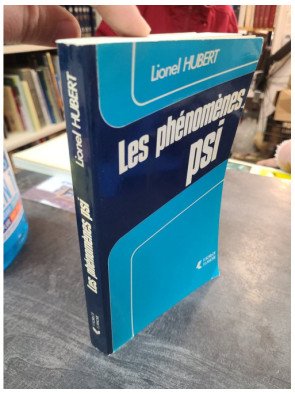 Lionel HUBERT
Les phénomènes
psi
Lionel HUBERT
Les phénomènes psi